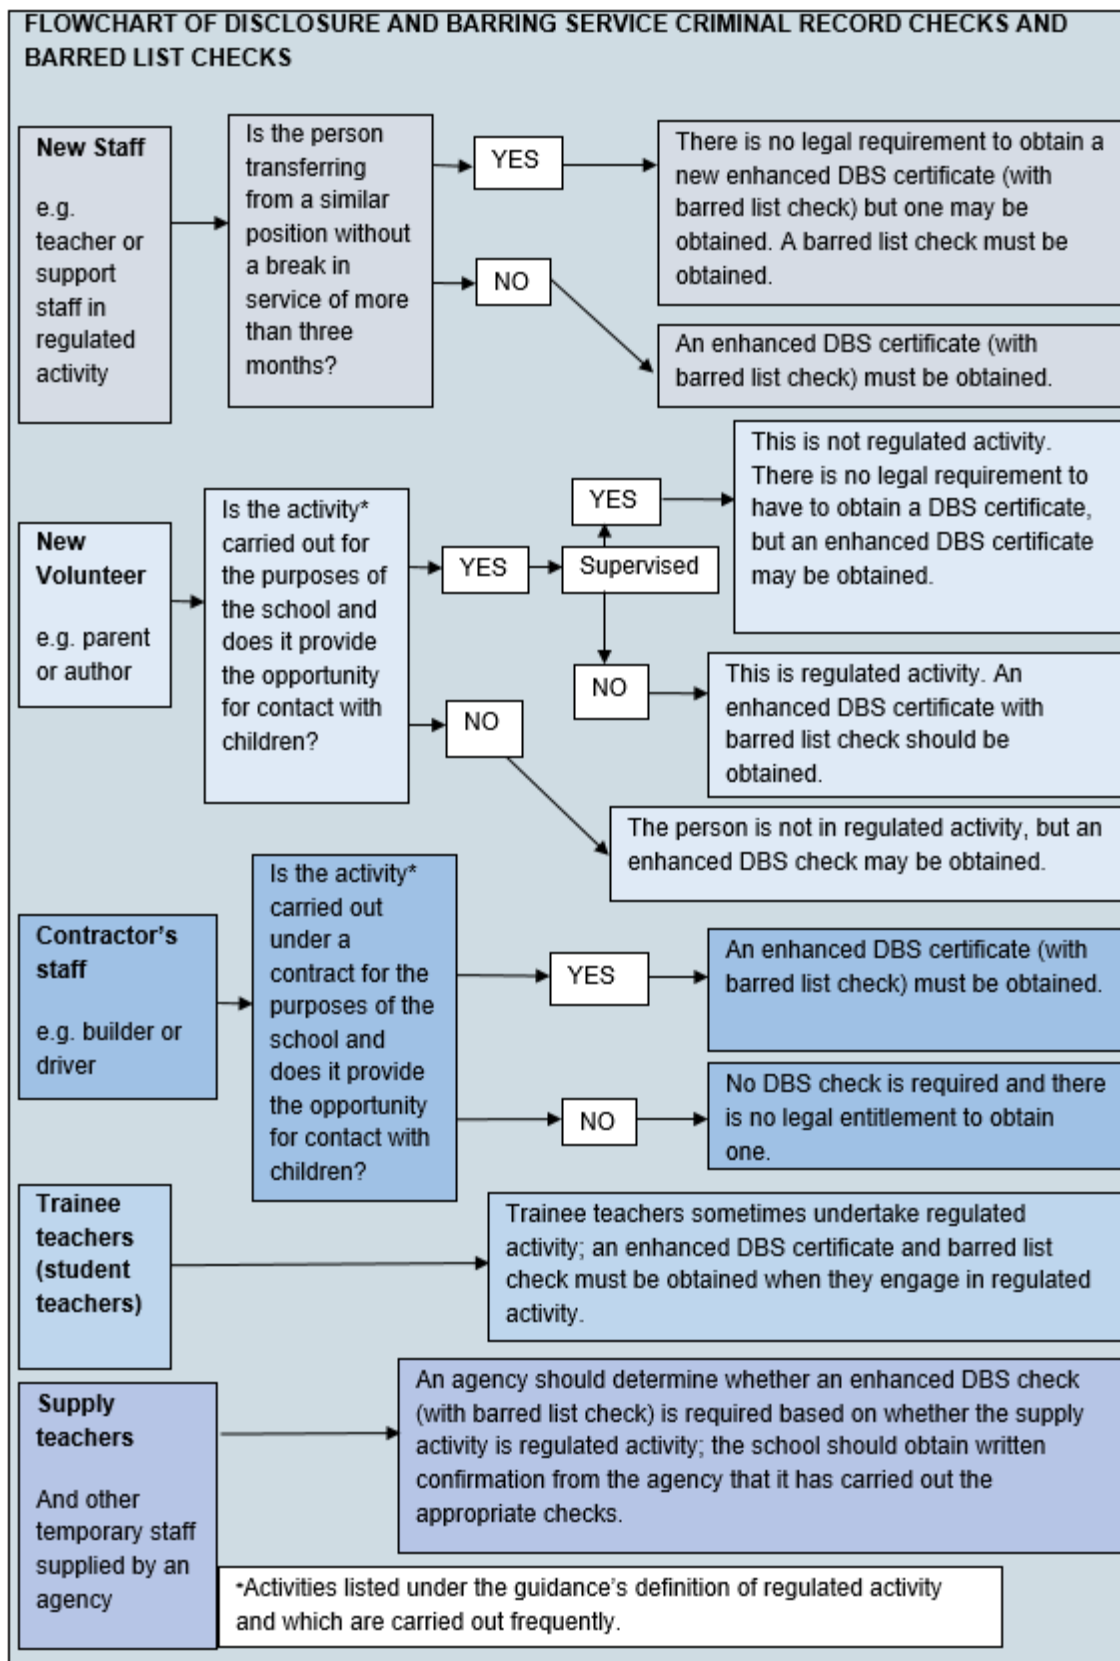 FLOWCHART OF DISCLOSURE AND BARRING SERVICE CRIMINAL RECORD CHECKS AND
BARRED LIST CHECKS
New Staff
e.g.
teacher or
support
staff in
regulated
activity
Is the person
transferring
from a similar
position without
a break in
service of more
than three
months?
YES
There is no legal requirement to obtain a
new enhanced DBS certificate (with
barred list check) but one may be
obtained. A barred list check must be
obtained.
NO
An enhanced DBS certificate (with
barred list check) must be obtained.
New
Volunteer
e.g. parent
or author
Is the activity*
carried out for
the purposes of
the school and
does it provide
the opportunity
for contact with
children?
YES
Supervised
YES
This is not regulated activity.
There is no legal requirement to
have to obtain a DBS certificate,
but an enhanced DBS certificate
may be obtained.
NO
This is regulated activity. An
enhanced DBS certificate with
barred list check should be
obtained.
NO
The person is not in regulated activity, but an
enhanced DBS check may be obtained.
Contractor's
staff
e.g. builder or
driver
Is the activity*
carried out
under a
contract for the
purposes of the
school and
does it provide
the opportunity
for contact with
children?
YES
An enhanced DBS certificate (with
barred list check) must be obtained.
NO
No DBS check is required and there
is no legal entitlement to obtain
one.
Trainee
teachers
(student
teachers)
Trainee teachers sometimes undertake regulated
activity; an enhanced DBS certificate and barred list
check must be obtained when they engage in regulated
activity.
Supply
teachers
And other
temporary staff
supplied by an
agency
An agency should determine whether an enhanced DBS check
(with barred list check) is required based on whether the supply
activity is regulated activity; the school should obtain written
confirmation from the agency that it has carried out the
appropriate checks.
*Activities listed under the guidance's definition of regulated activity
and which are carried out frequently.